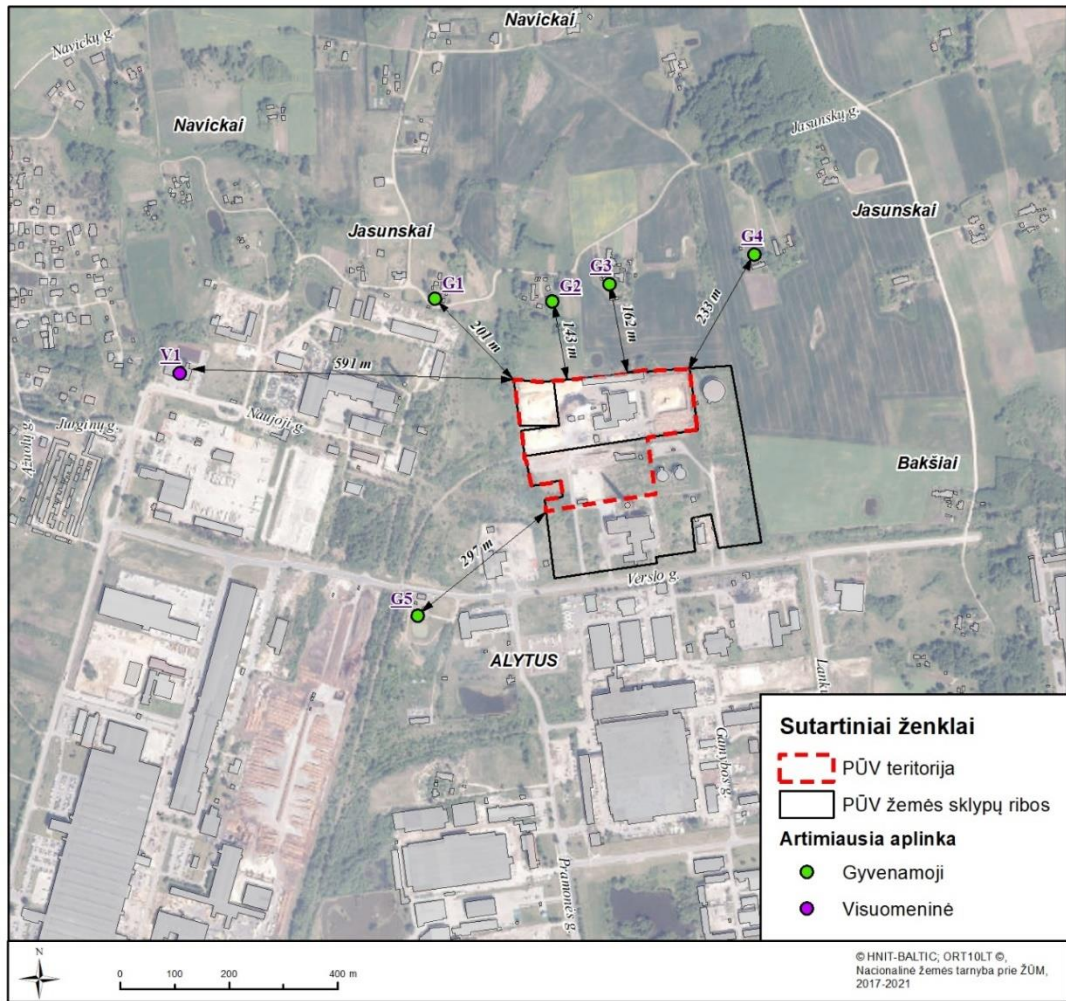 Navickai
Navickų g.
Navickai
Jasunskų g.
Jasunskai
Jasunskai
G4
G3
G1
G2
201 m
143 m
162 m
233 m
V1
591 m
Naujoji g.
Jurginų g.
Ąžuolų g.
Bakšiai
297 m
Verslo g.
G5
ALYTUS
Gamybos g.
Pramonės g.
Sutartiniai ženklai
PŪV teritorija
PŪV žemės sklypų ribos
Artimiausia aplinka
Gyvenamoji
Visuomeninė
N
0 100 200 400 m
© HNIT-BALTIC; ORT10LT ©,
Nacionalinė žemės tarnyba prie ŽŪM,
2017-2021